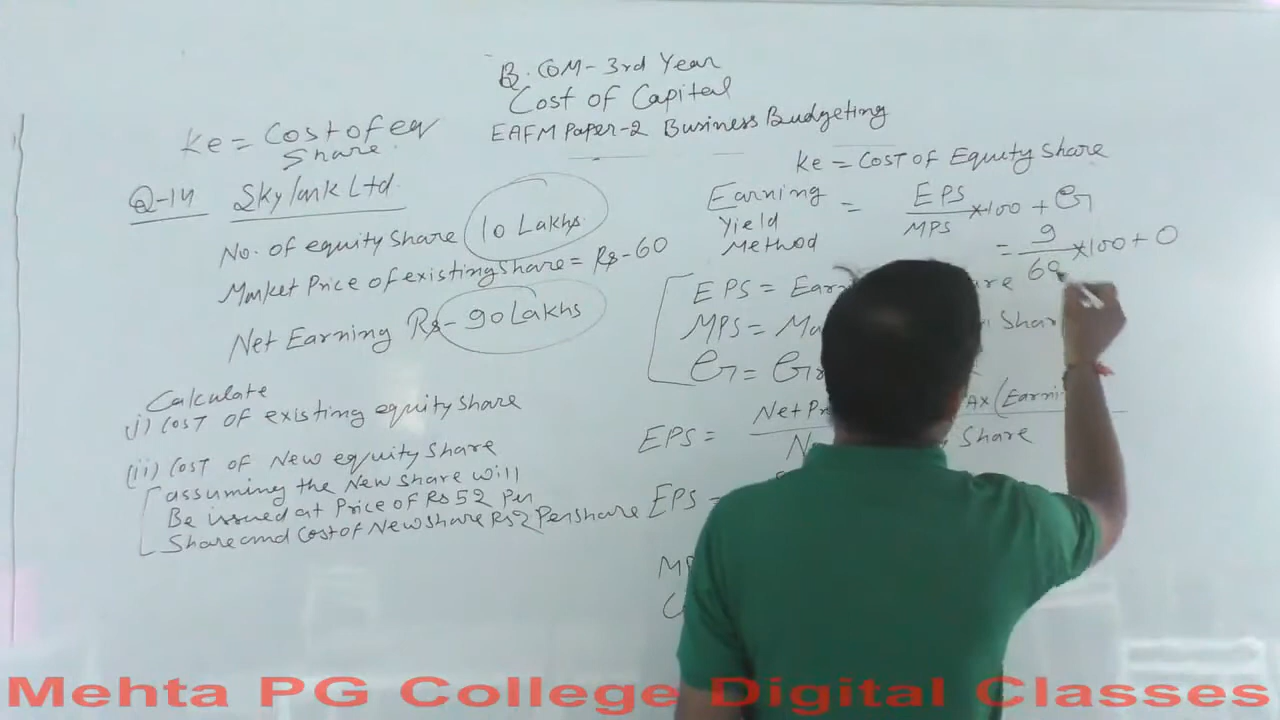 B.COM - 3rd Year
Cost of Capital
EAFM Paper-2 Business Budgeting
Ke = Cost of eq
Share
Q-14 Skylank Ltd
No. of equity Share 10 Lakhs
Market Price of existing Share = Rs-60
Net Earning Rs-90 Lakhs
Calculate
(i) Cost of existing equity share
(ii) Cost of New equity Share
assuming the New Share will
Be issued at Price of Rs 52 Per
Share and Cost of New share Rs 2 Per share
Ke = Cost of Equity Share
Earning Yield Method = EPS/MPS × 100 + G
= 9/60 × 100 + 0
EPS =
MPS =
G =
EPS =
Share
EPS =
Mehta PG College Digital Classes